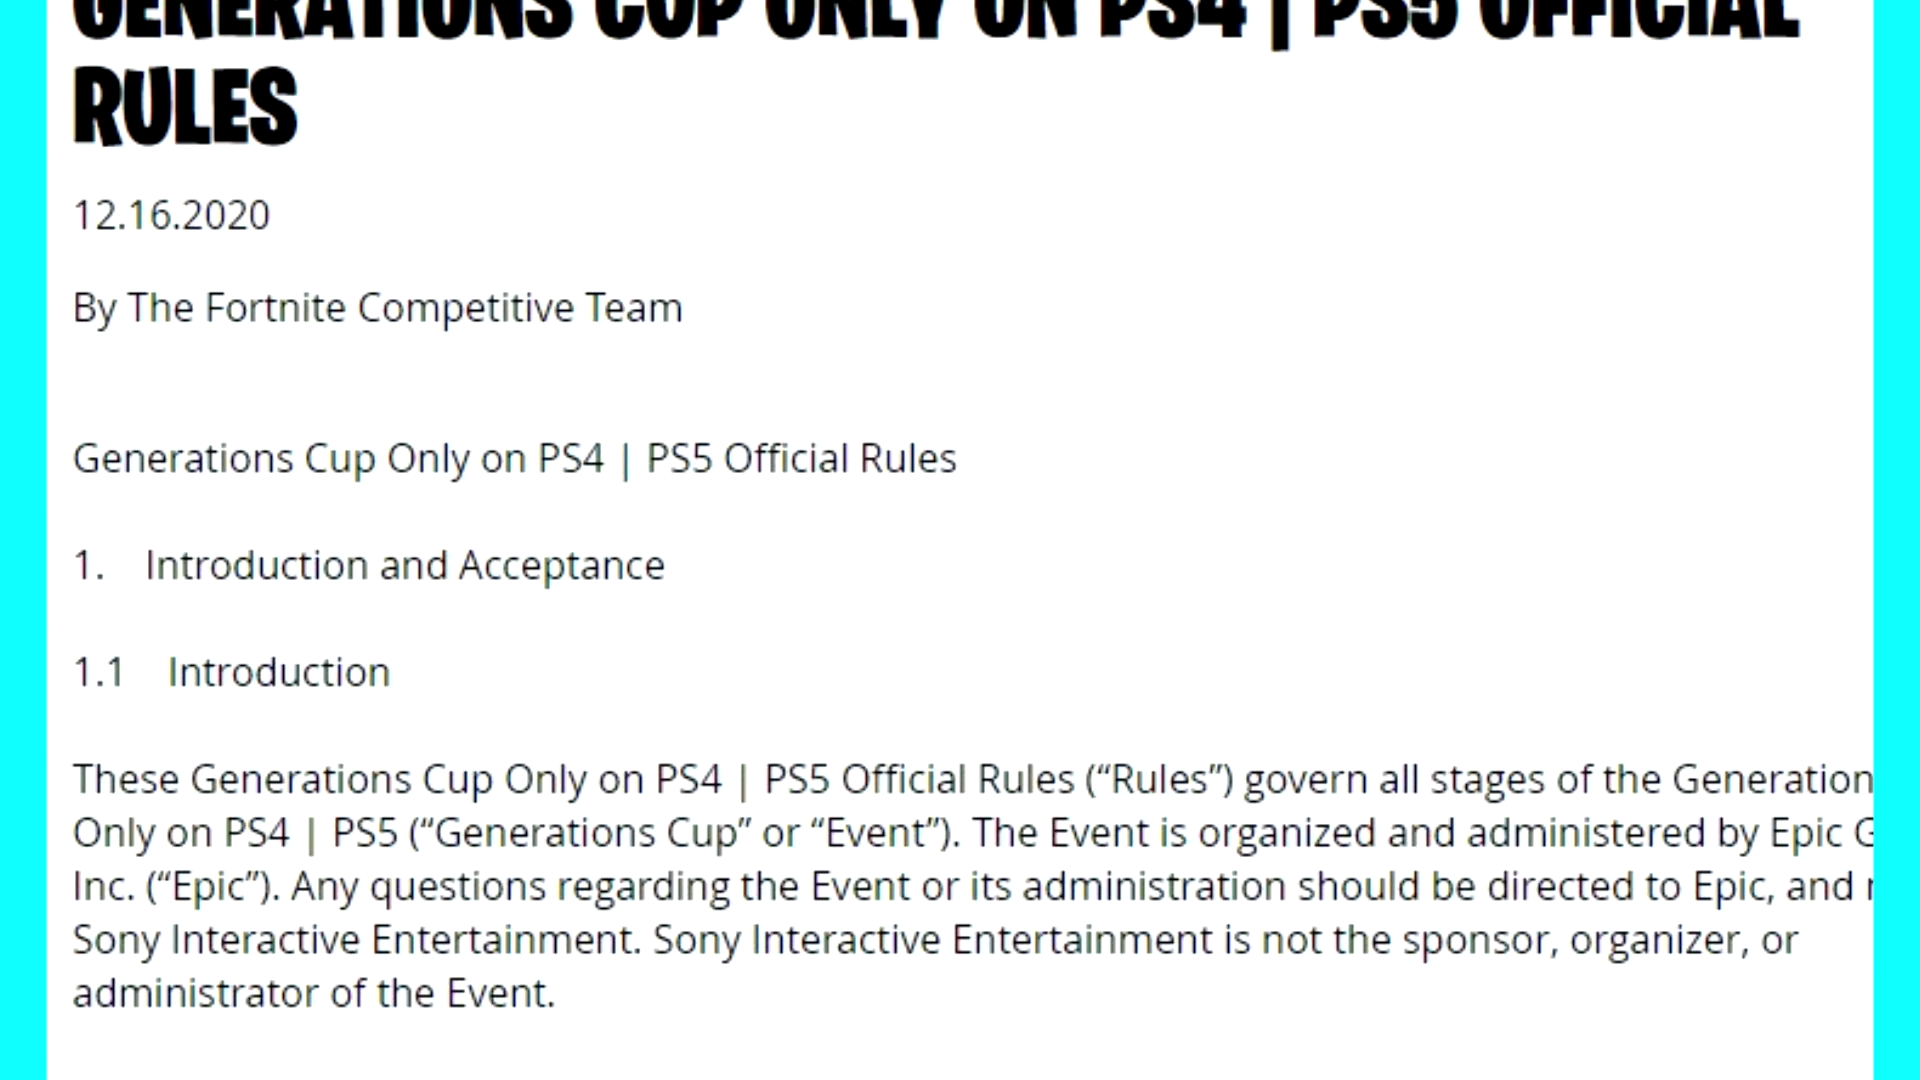 GENERATIONS CUP ONLY ON PS4 | PS5 OFFICIAL
RULES
12.16.2020
By The Fortnite Competitive Team
Generations Cup Only on PS4 | PS5 Official Rules
1. Introduction and Acceptance
1.1 Introduction
These Generations Cup Only on PS4 | PS5 Official Rules (“Rules”) govern all stages of the Generation
Only on PS4 | PS5 (“Generations Cup” or “Event”). The Event is organized and administered by Epic
Inc. (“Epic”). Any questions regarding the Event or its administration should be directed to Epic, and
Sony Interactive Entertainment. Sony Interactive Entertainment is not the sponsor, organizer, or
administrator of the Event.